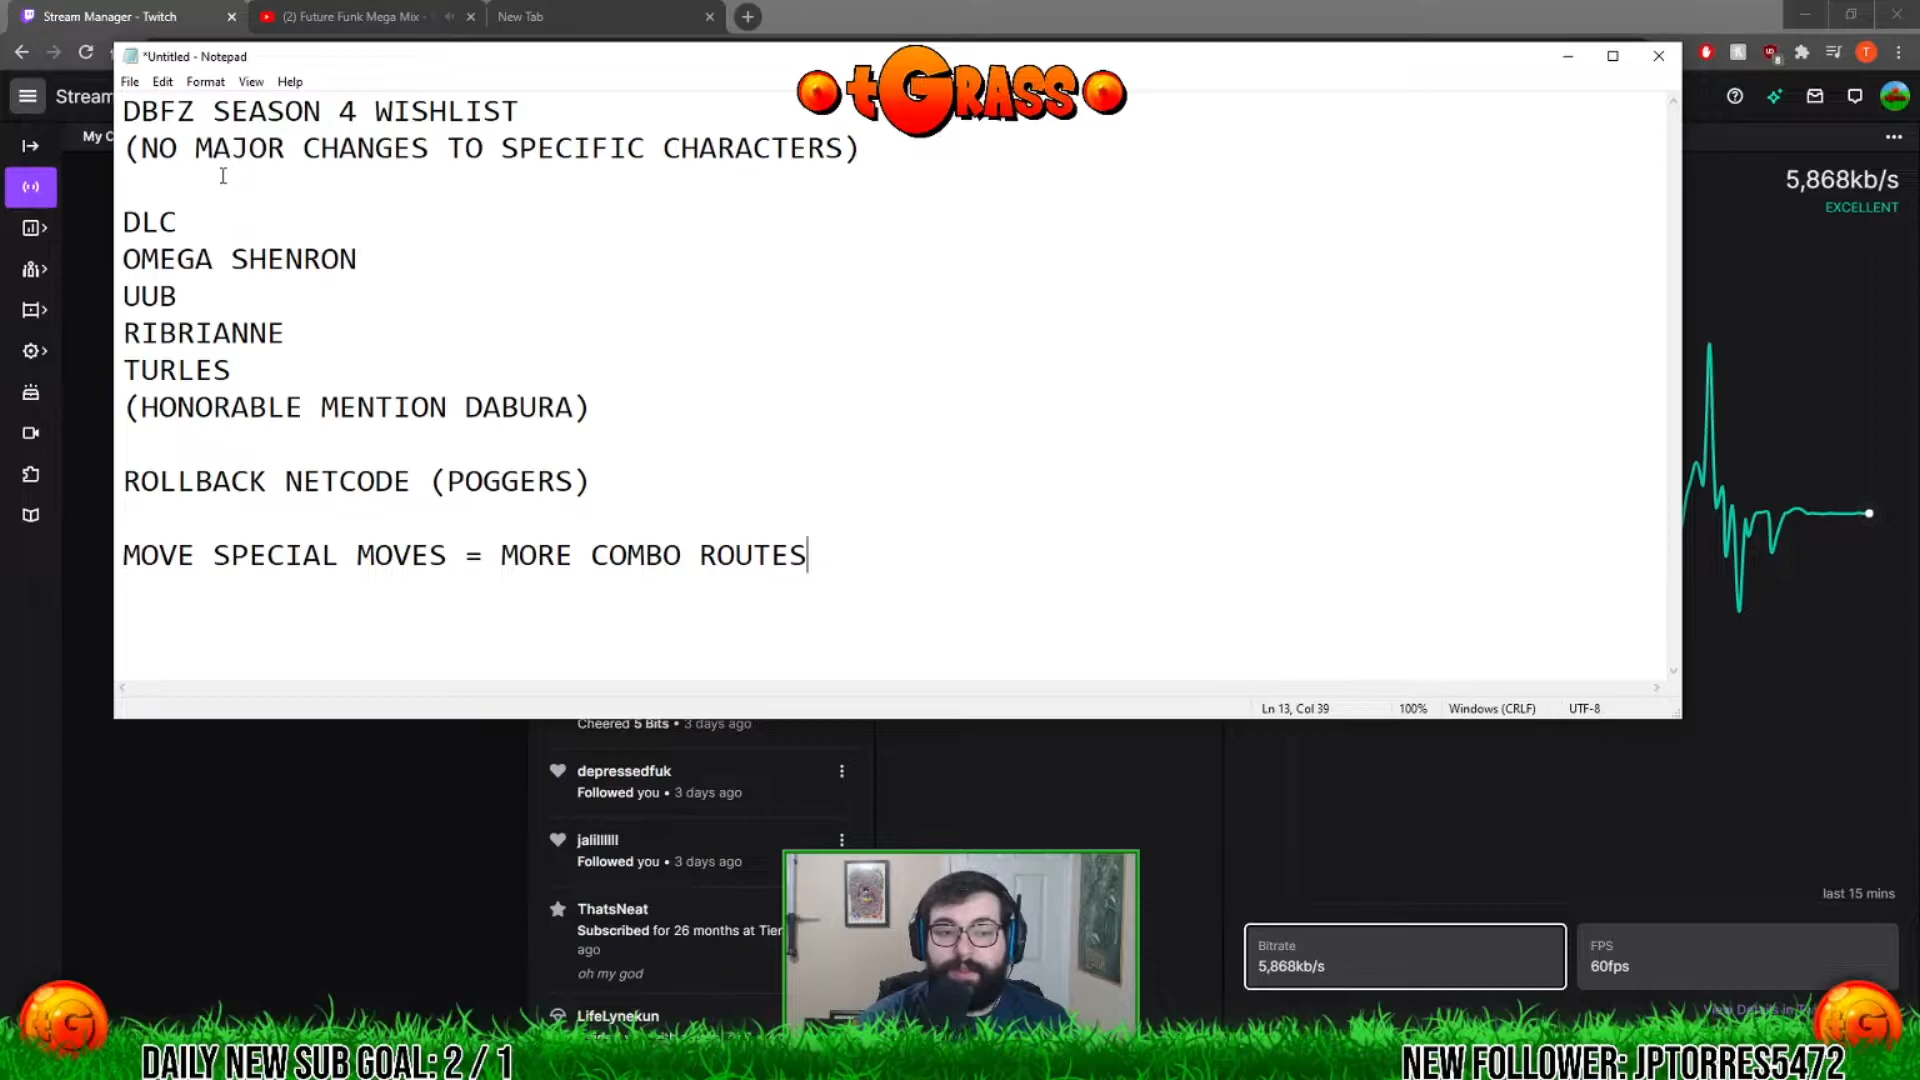 Stream Manager - Twitch
(2) Future Funk Mega Mix -
New Tab
*Untitled - Notepad
File Edit Format View Help
tGRASS
Stream
My C
DBFZ SEASON 4 WISHLIST
(NO MAJOR CHANGES TO SPECIFIC CHARACTERS)
DLC
OMEGA SHENRON
UUB
RIBRIANNE
TURLES
(HONORABLE MENTION DABURA)
ROLLBACK NETCODE (POGGERS)
MOVE SPECIAL MOVES = MORE COMBO ROUTES
Ln 13, Col 39 100% Windows (CRLF) UTF-8
5,868kb/s
EXCELLENT
Cheered 5 Bits • 3 days ago
depressedfuk
Followed you • 3 days ago
Followed you • 3 days ago
ThatsNeat
Subscribed for 26 months at Tier
ago
oh my god
LifeLynekun
last 15 mins
Bitrate
5,868kb/s
FPS
60fps
tG
tG
DAILY NEW SUB GOAL: 2 / 1
NEW FOLLOWER: JPTORRES5472